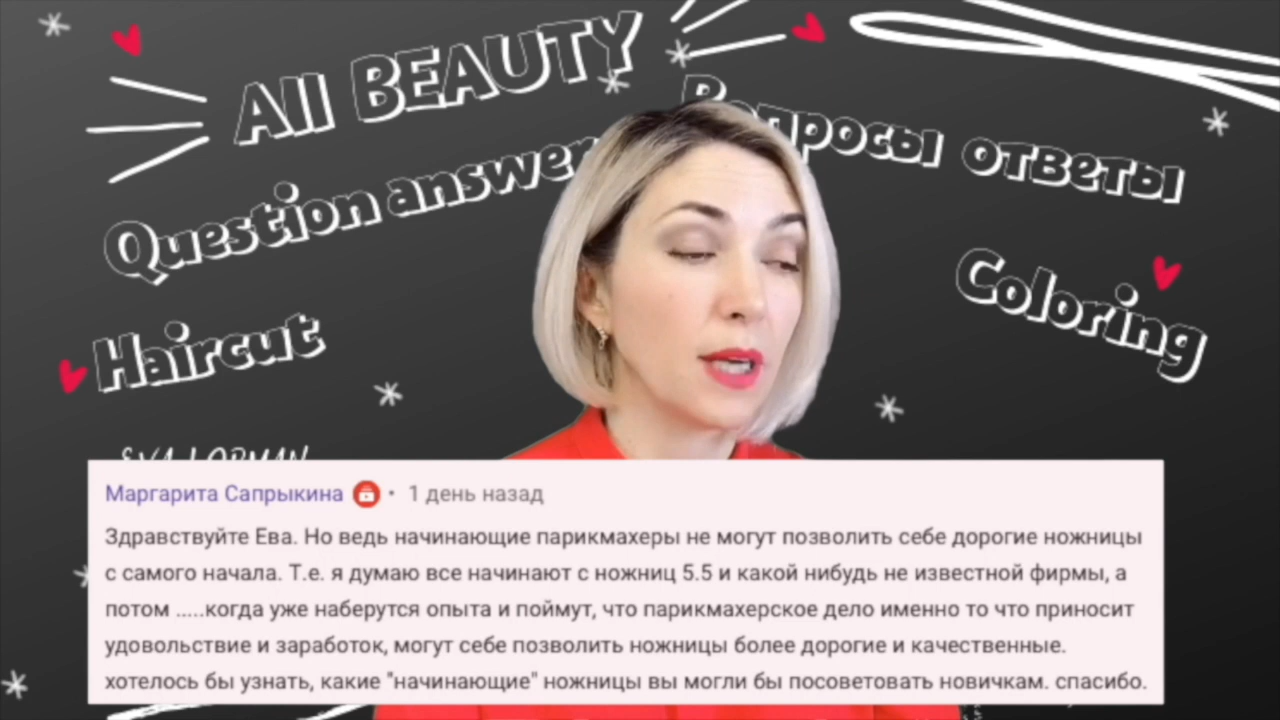 All BEAUTY
Вопросы ответы
Question answer
Coloring
Haircut
EVA LORMAN
Маргарита Сапрыкина • 1 день назад
Здравствуйте Ева. Но ведь начинающие парикмахеры не могут позволить себе дорогие ножницы
с самого начала. Т.е. я думаю все начинают с ножниц 5.5 и какой нибудь не известной фирмы, а
потом .....когда уже наберутся опыта и поймут, что парикмахерское дело именно то что приносит
удовольствие и заработок, могут себе позволить ножницы более дорогие и качественные.
хотелось бы узнать, какие "начинающие" ножницы вы могли бы посоветовать новичкам. спасибо.